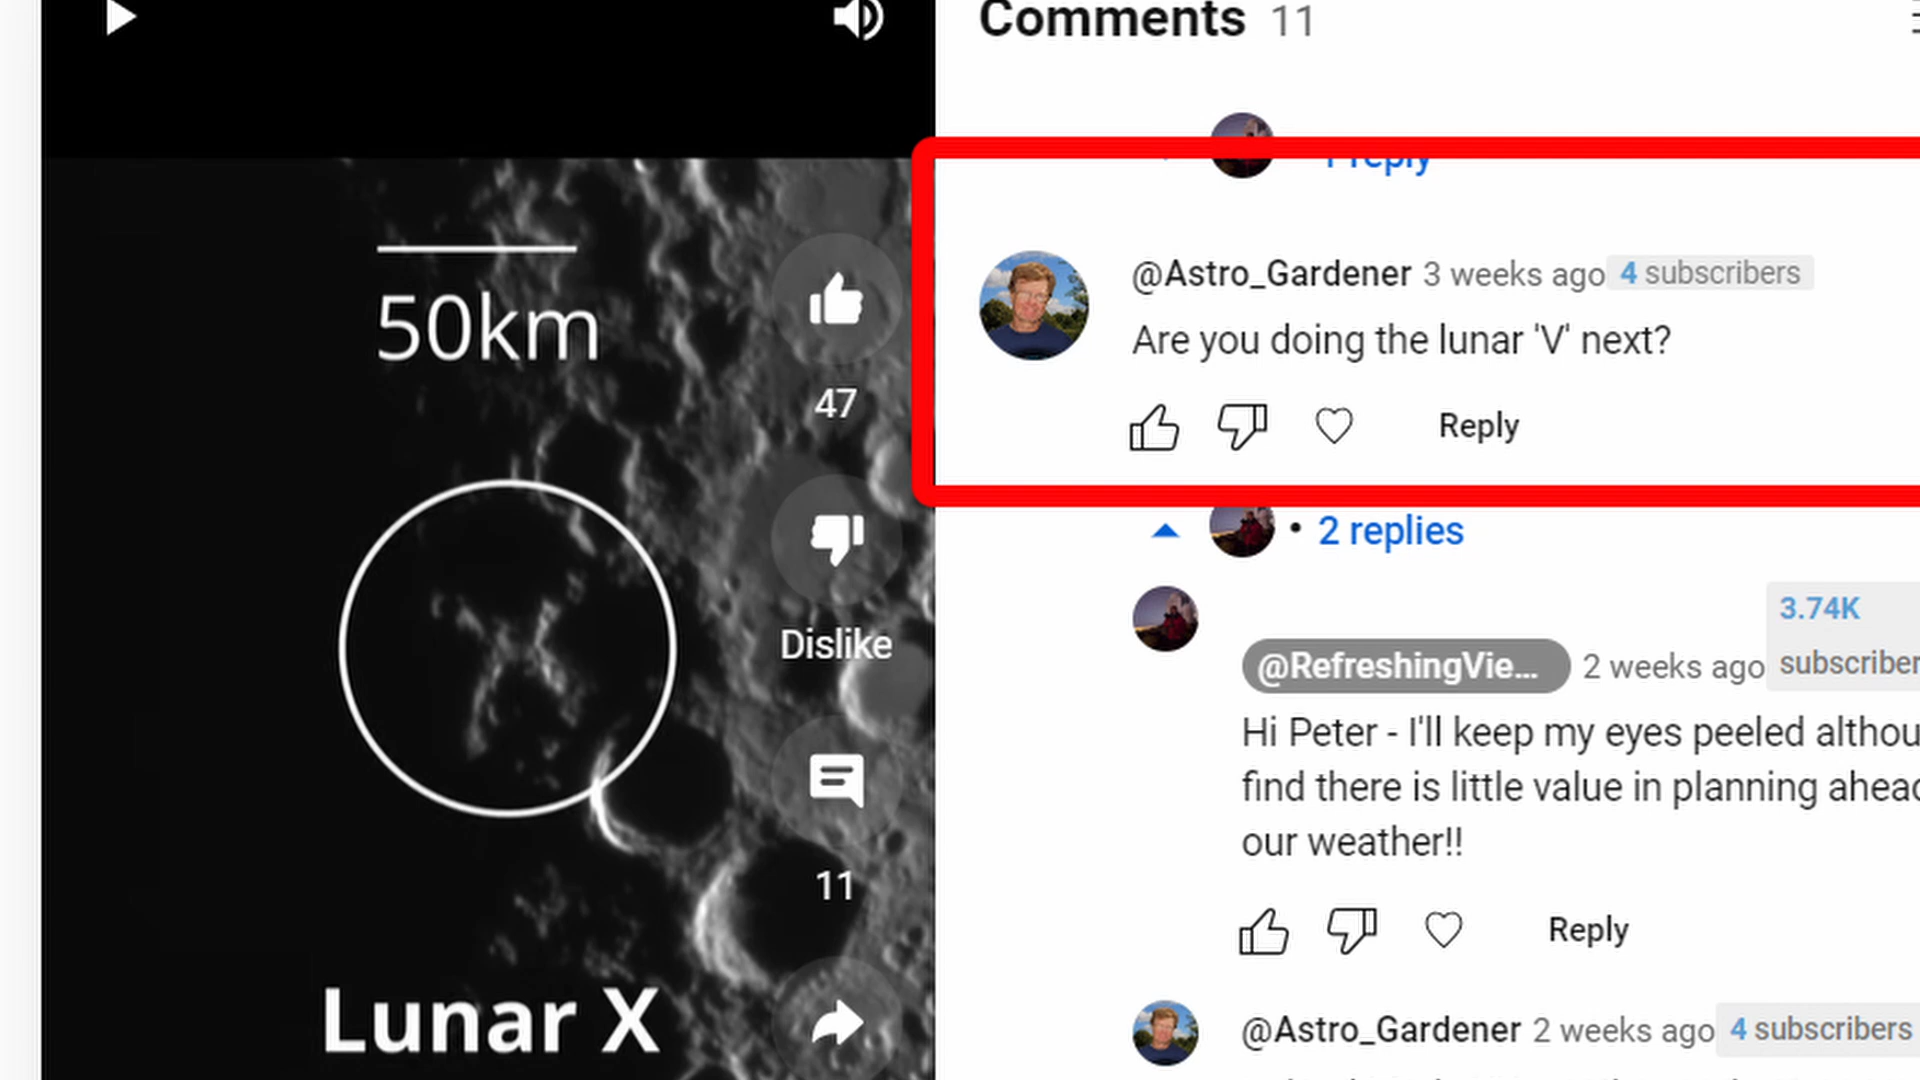 Comments 11
1 reply
50km
@Astro_Gardener 3 weeks ago 4 subscribers
Are you doing the lunar 'V' next?
Reply
47
2 replies
Dislike
3.74K
subscriber
@RefreshingVie... 2 weeks ago
Hi Peter - I'll keep my eyes peeled althou
find there is little value in planning ahead
our weather!!
11
Reply
Lunar X
@Astro_Gardener 2 weeks ago 4 subscribers